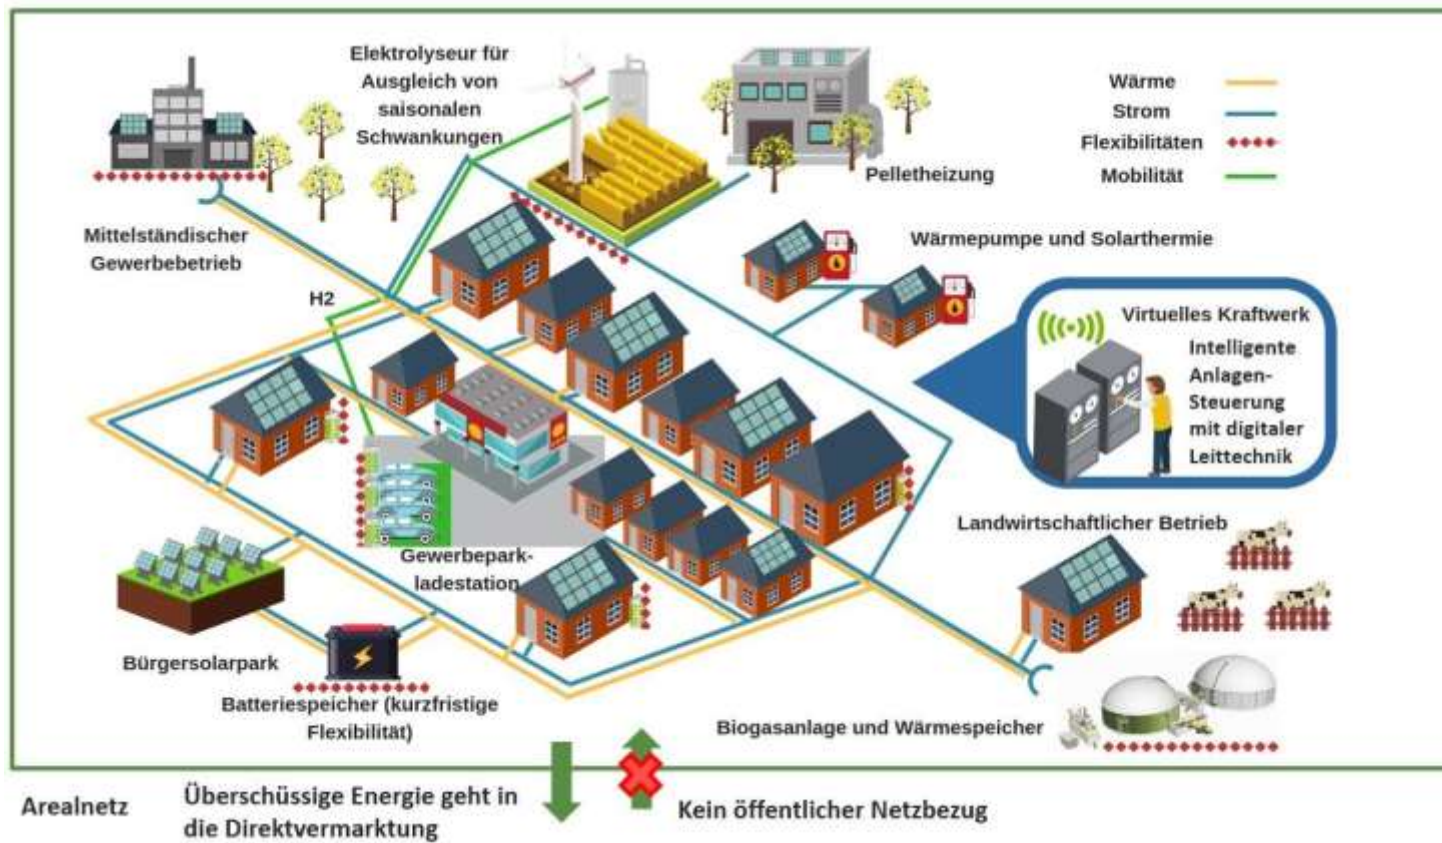 Elektrolyseur für
Ausgleich von
saisonalen
Schwankungen
Wärme
Strom
Flexibilitäten
Mobilität
Pelletheizung
Mittelständischer
Gewerbebetrieb
Wärmepumpe und Solarthermie
H2
Virtuelles Kraftwerk
Intelligente
Anlagen-
Steuerung
mit digitaler
Leittechnik
Landwirtschaftlicher Betrieb
Gewerbepark-
ladestation
Bürgersolarpark
Batteriespeicher (kurzfristige
Flexibilität)
Biogasanlage und Wärmespeicher
Arealnetz
Überschüssige Energie geht in
die Direktvermarktung
Kein öffentlicher Netzbezug